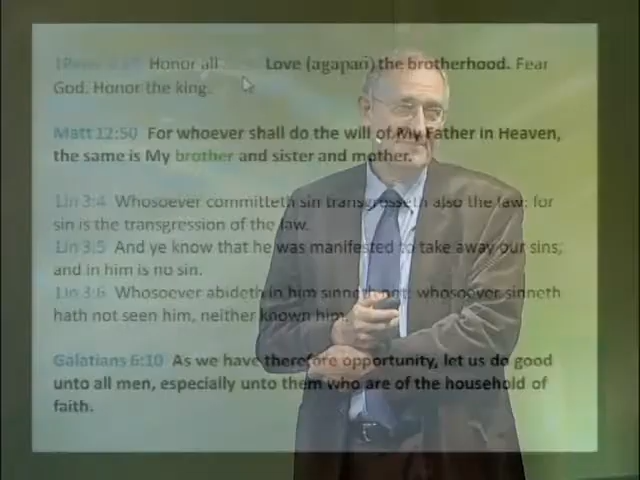 Honor all Love (agapaō) the brotherhood. Fear
God. Honor the king.
Matt 12:50 For whoever shall do the will of My Father in Heaven,
the same is My brother and sister and mother.
1Jn 3:4 Whosoever committeth sin transgresseth also the law: for
sin is the transgression of the law.
1Jn 3:5 And ye know that he was manifested to take away our sins,
and in him is no sin.
1Jn 3:6 Whosoever abideth in him sinneth not: whosoever sinneth
hath not seen him, neither known him.
Galatians 6:10 As we have therefore opportunity, let us do good
unto all men, especially unto them who are of the household of
faith.